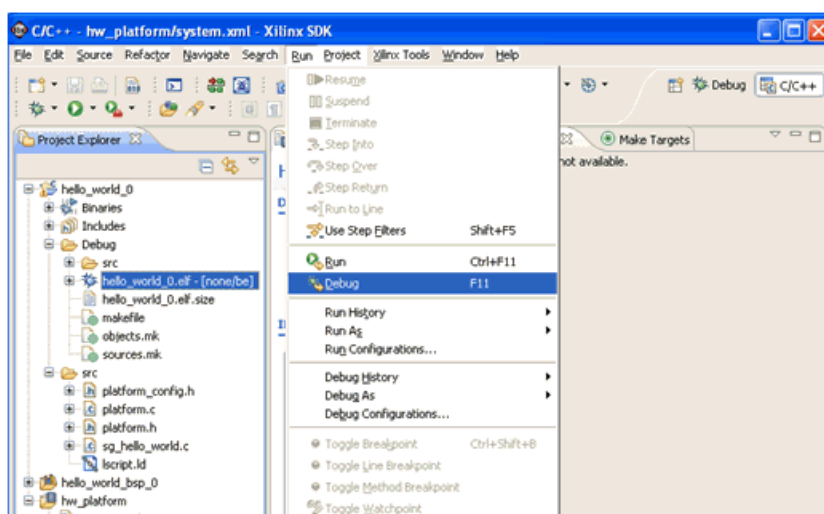 C/C++ - hw_platform/system.xml - Xilinx SDK
File Edit Source Refactor Navigate Search Run Project Xilinx Tools Window Help
Debug C/C++
Project Explorer
Make Targets
not available.
hello_world_0
Binaries
Includes
Debug
src
hello_world_0.elf - [none/be]
hello_world_0.elf.size
makefile
objects.mk
sources.mk
src
platform_config.h
platform.c
platform.h
sg_hello_world.c
lscript.ld
hello_world_bsp_0
hw_platform
Resume
Suspend
Terminate
Step Into
Step Over
Step Return
Run to Line
Use Step Filters Shift+F5
Run Ctrl+F11
Debug F11
Run History
Run As
Run Configurations...
Debug History
Debug As
Debug Configurations...
Toggle Breakpoint Ctrl+Shift+B
Toggle Line Breakpoint
Toggle Method Breakpoint
Toggle Watchpoint